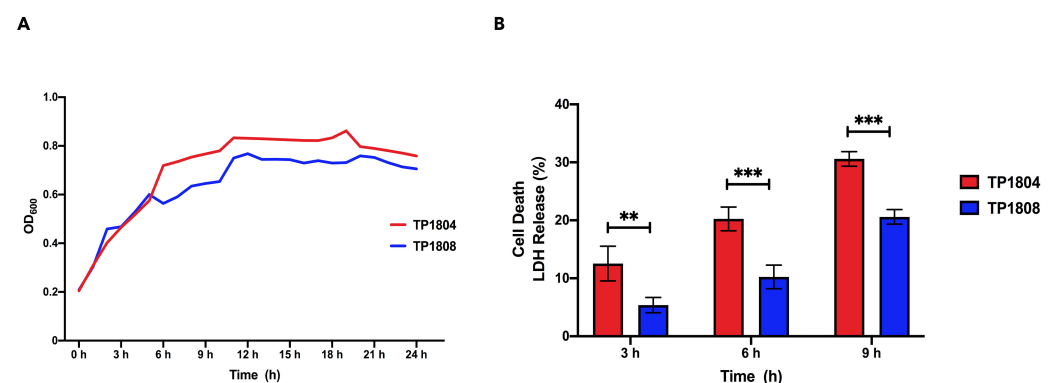 A
B
1.0
0.8
0.6
0.4
0.2
0
OD600
TP1804
TP1808
0 h
3 h
6 h
9 h
12 h
15 h
18 h
21 h
24 h
Time (h)
40
30
20
10
0
Cell Death
LDH Release (%)
**
***
***
TP1804
TP1808
3 h
6 h
9 h
Time (h)